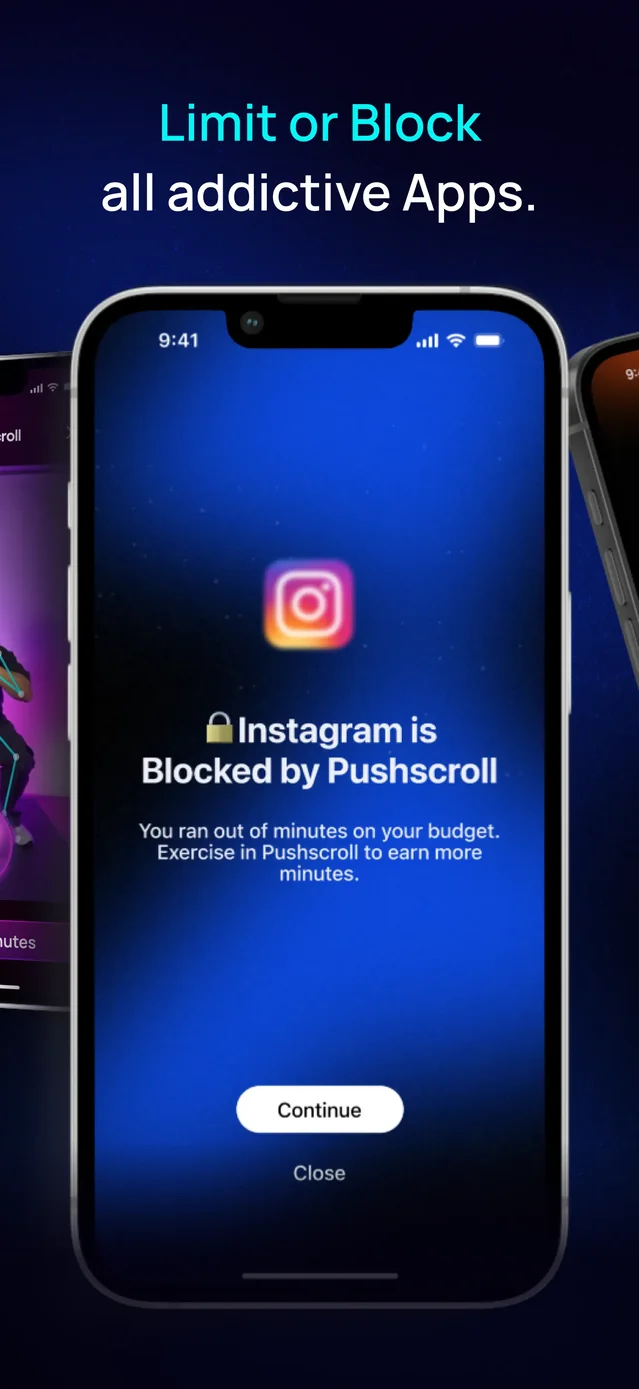 Limit or Block
all addictive Apps.
9:41
🔒Instagram is
Blocked by Pushscroll
You ran out of minutes on your budget.
Exercise in Pushscroll to earn more
minutes.
Continue
Close